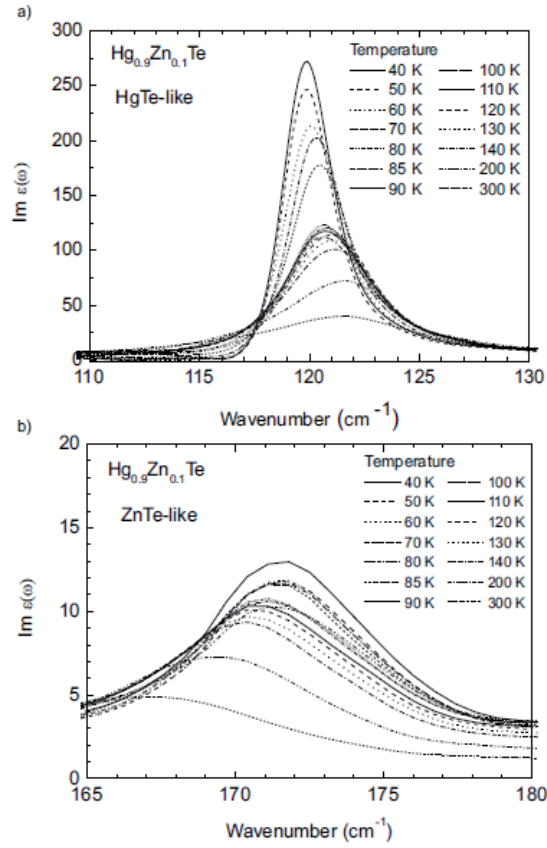 a)
Hg0.9Zn0.1Te
HgTe-like
Temperature
40 K 100 K
50 K 110 K
60 K 120 K
70 K 130 K
80 K 140 K
85 K 200 K
90 K 300 K
Im ε(ω)
300
250
200
150
100
50
0
110 115 120 125 130
Wavenumber (cm⁻¹)
b)
Hg0.9Zn0.1Te
ZnTe-like
Temperature
40 K 100 K
50 K 110 K
60 K 120 K
70 K 130 K
80 K 140 K
85 K 200 K
90 K 300 K
Im ε(ω)
20
15
10
5
0
165 170 175 180
Wavenumber (cm⁻¹)